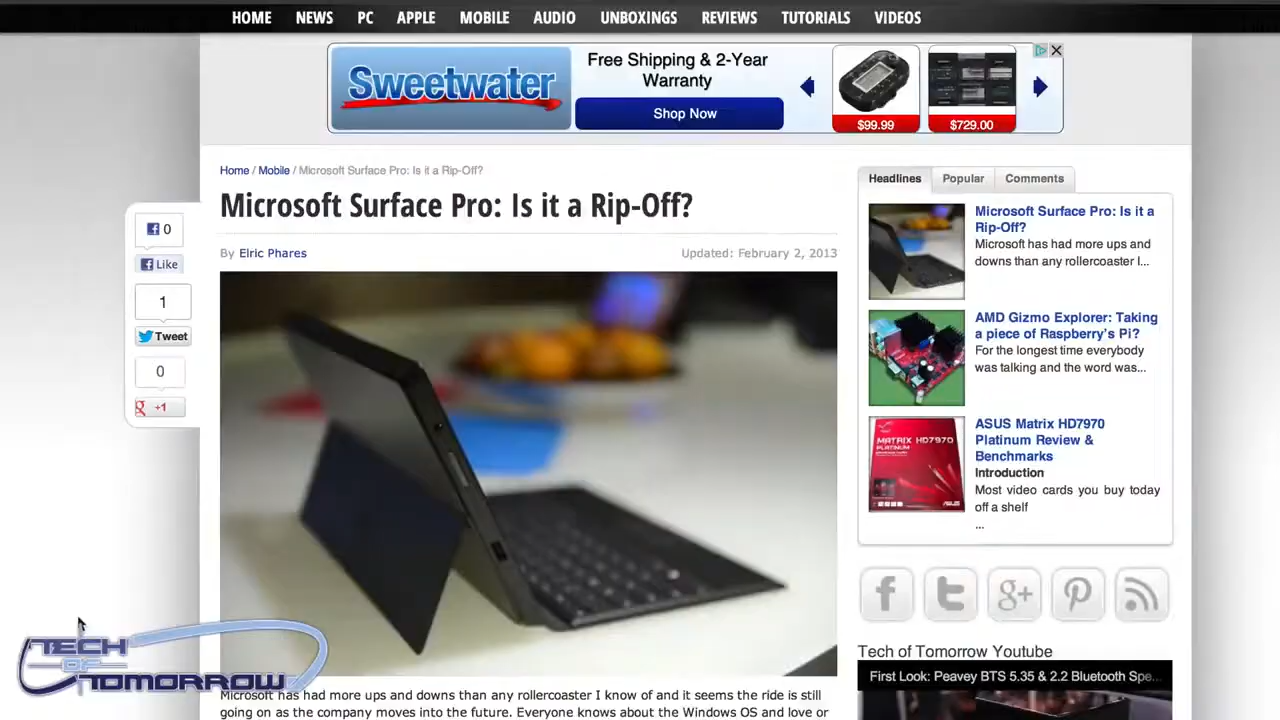 HOME NEWS PC APPLE MOBILE AUDIO UNBOXINGS REVIEWS TUTORIALS VIDEOS
Sweetwater
Free Shipping & 2-Year
Warranty
Shop Now
$99.99
$729.00
Home / Mobile / Microsoft Surface Pro: Is it a Rip-Off?
Microsoft Surface Pro: Is it a Rip-Off?
By Elric Phares
Updated: February 2, 2013
0
Like
1
Tweet
0
+1
Microsoft has had more ups and downs than any rollercoaster I know of and it seems the ride is still
going on as the company moves into the future. Everyone knows about the Windows OS and love or
Headlines Popular Comments
Microsoft Surface Pro: Is it a
Rip-Off?
Microsoft has had more ups and
downs than any rollercoaster I...
AMD Gizmo Explorer: Taking
a piece of Raspberry's Pi?
For the longest time everybody
was talking and the word was...
MATRIX HD7970
PLATINUM
ASUS Matrix HD7970
Platinum Review &
Benchmarks
Introduction
Most video cards you buy today
off a shelf
...
Tech of Tomorrow Youtube
First Look: Peavey BTS 5.35 & 2.2 Bluetooth Spe...
TECH
OF
TOMORROW